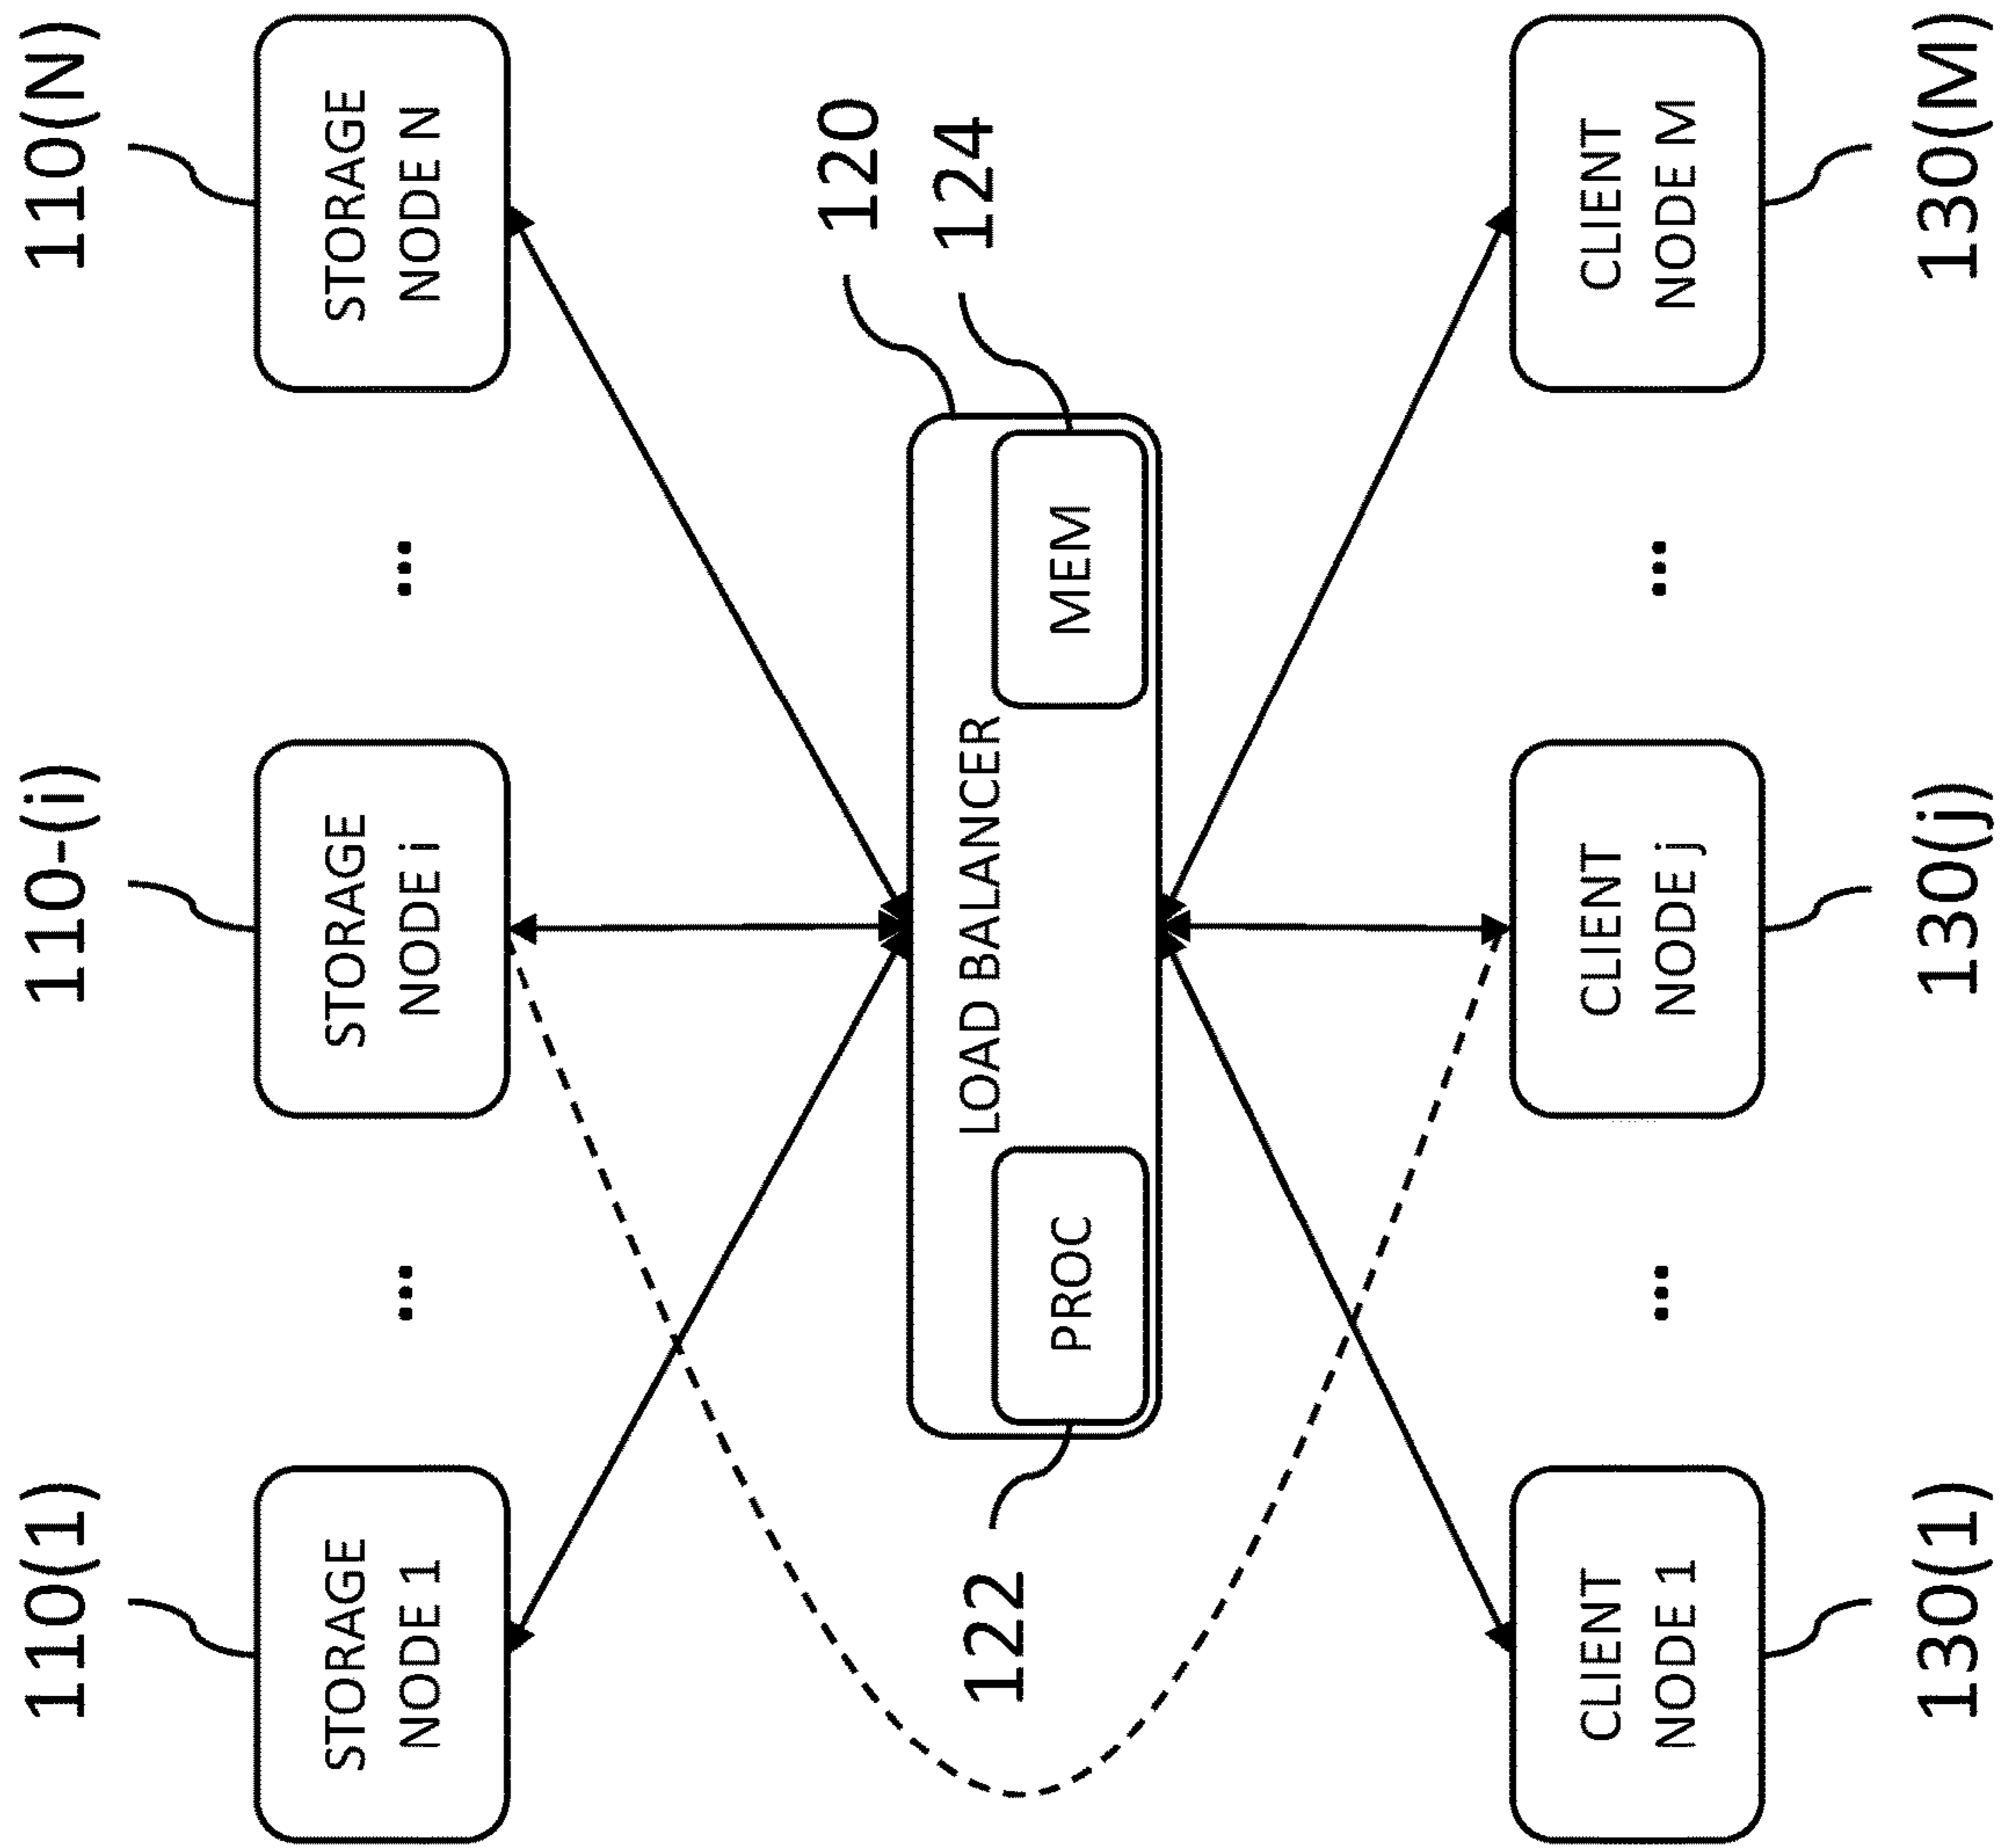 110(1)
110-(i)
110(N)
STORAGE
NODE 1
...
STORAGE
NODE i
...
STORAGE
NODE N
120
124
LOAD BALANCER
PROC
MEM
122
CLIENT
NODE 1
...
CLIENT
NODE j
...
CLIENT
NODE M
130(1)
130(j)
130(M)